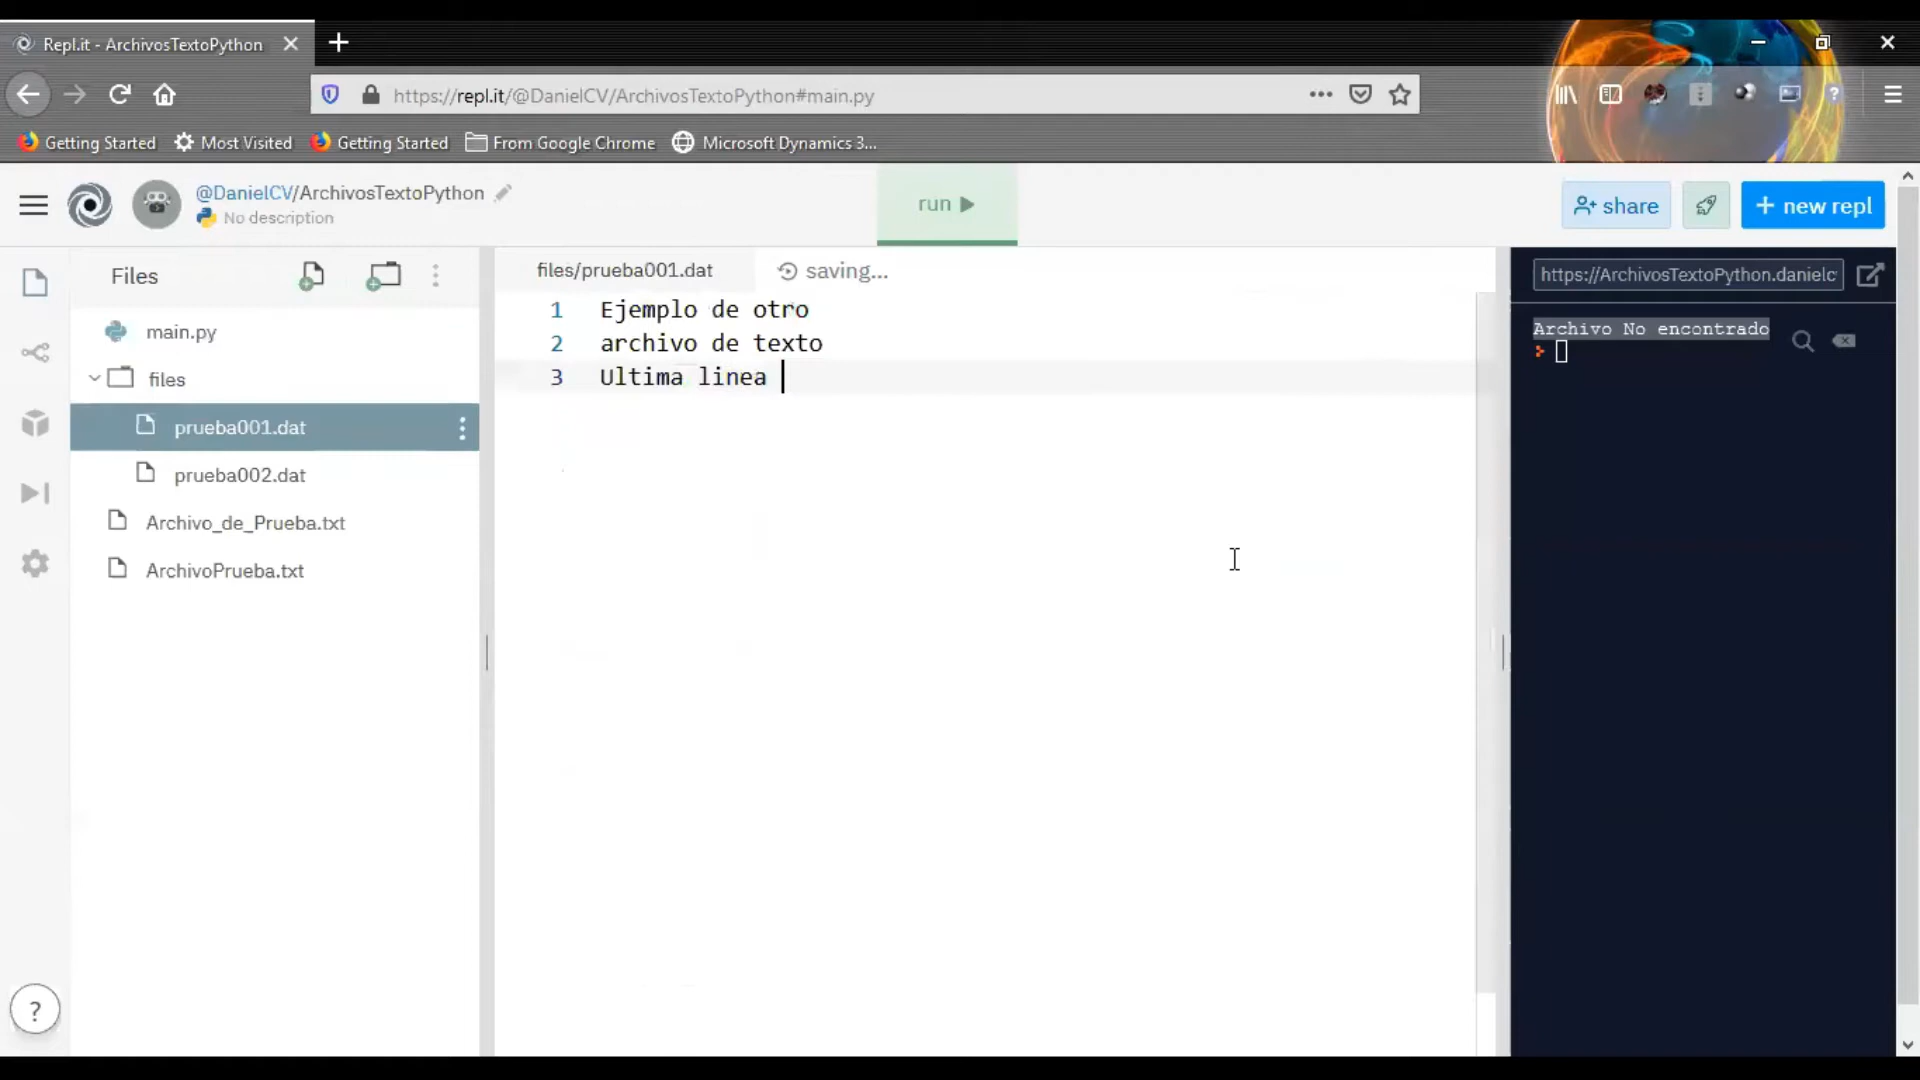 Repl.it - ArchivosTextoPython
https://repl.it/@DanielCV/ArchivosTextoPython#main.py
Getting Started
Most Visited
Getting Started
From Google Chrome
Microsoft Dynamics 3...
@DanielCV/ArchivosTextoPython
No description
run
share
+ new repl
Files
main.py
files
prueba001.dat
prueba002.dat
Archivo_de_Prueba.txt
ArchivoPrueba.txt
?
files/prueba001.dat
saving...
1 Ejemplo de otro
2 archivo de texto
3 Ultima linea
https://ArchivosTextoPython.danielc
Archivo No encontrado